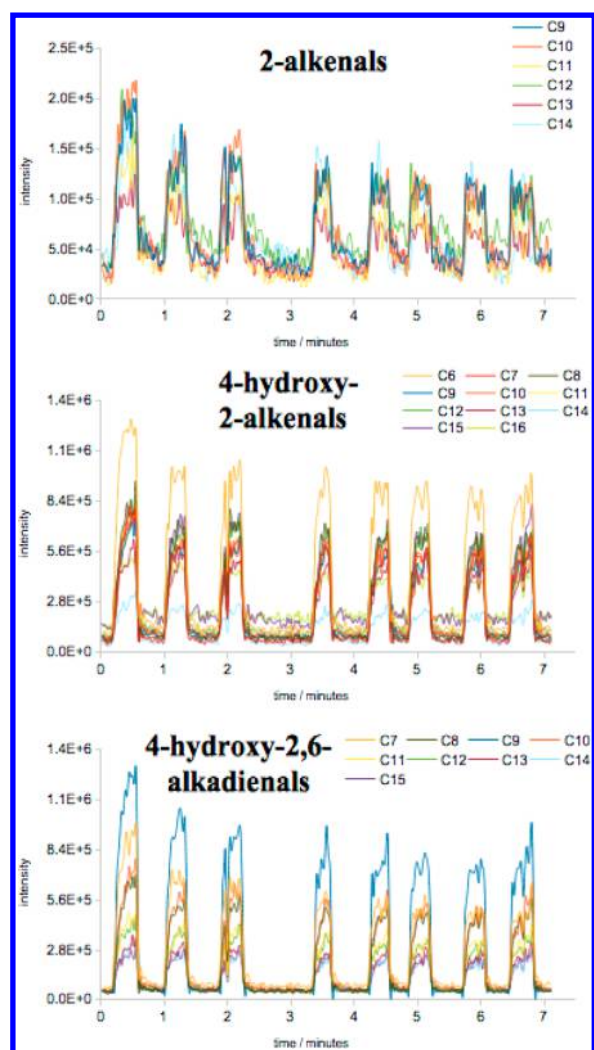 2-alkenals
C9
C10
C11
C12
C13
C14
2.5E+5
2.0E+5
1.5E+5
1.0E+5
5.0E+4
0.0E+0
intensity
0 1 2 3 4 5 6 7
time / minutes
4-hydroxy-
2-alkenals
C6 C7 C8
C9 C10 C11
C12 C13 C14
C15 C16
1.4E+6
1.1E+6
8.4E+5
5.6E+5
2.8E+5
0.0E+0
intensity
0 1 2 3 4 5 6 7
time / minutes
4-hydroxy-2,6-
alkadienals
C7 C8 C9 C10
C11 C12 C13 C14
C15
1.4E+6
1.1E+6
8.4E+5
5.6E+5
2.8E+5
0.0E+0
intensity
0 1 2 3 4 5 6 7
time / minutes